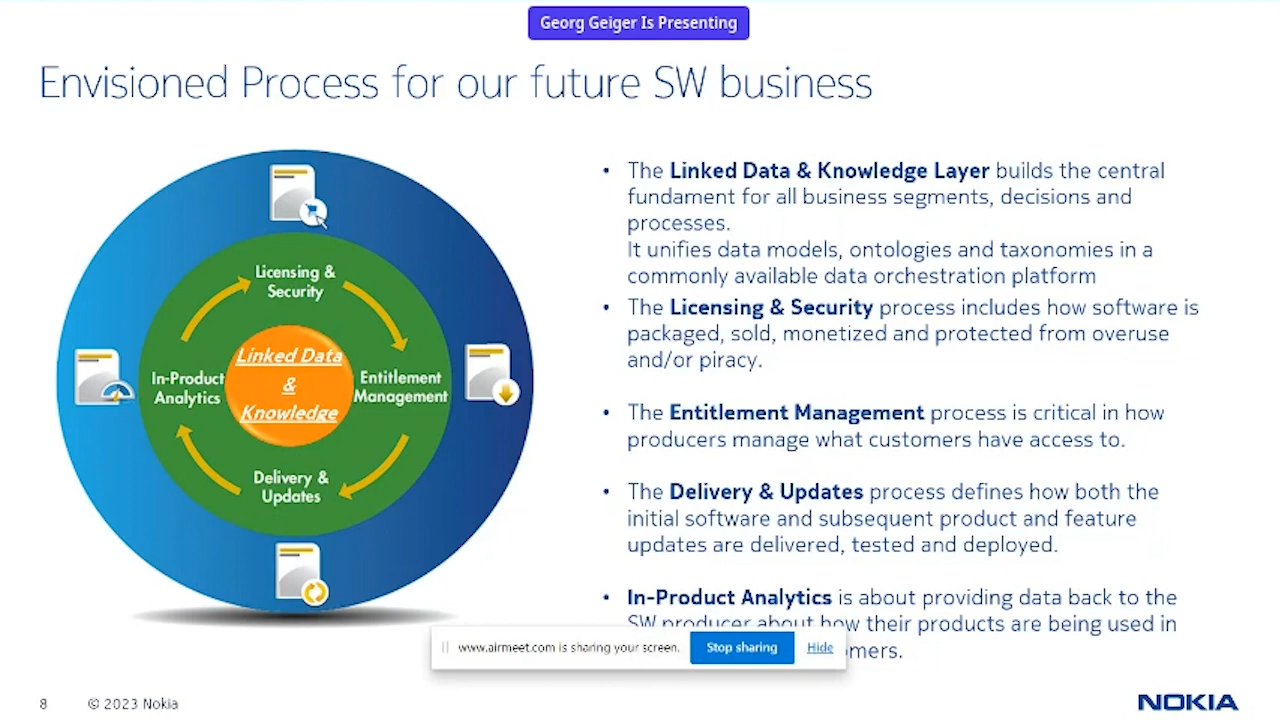 Georg Geiger Is Presenting
Envisioned Process for our future SW business
Licensing &
Security
In-Product
Analytics
Linked Data
&
Knowledge
Entitlement
Management
Delivery &
Updates
• The Linked Data & Knowledge Layer builds the central
fundament for all business segments, decisions and
processes.
It unifies data models, ontologies and taxonomies in a
commonly available data orchestration platform
• The Licensing & Security process includes how software is
packaged, sold, monetized and protected from overuse
and/or piracy.
• The Entitlement Management process is critical in how
producers manage what customers have access to.
• The Delivery & Updates process defines how both the
initial software and subsequent product and feature
updates are delivered, tested and deployed.
• In-Product Analytics is about providing data back to the
SW producer about how their products are being used in
www.airmeet.com is sharing your screen.
Stop sharing
Hide
8
© 2023 Nokia
NOKIA